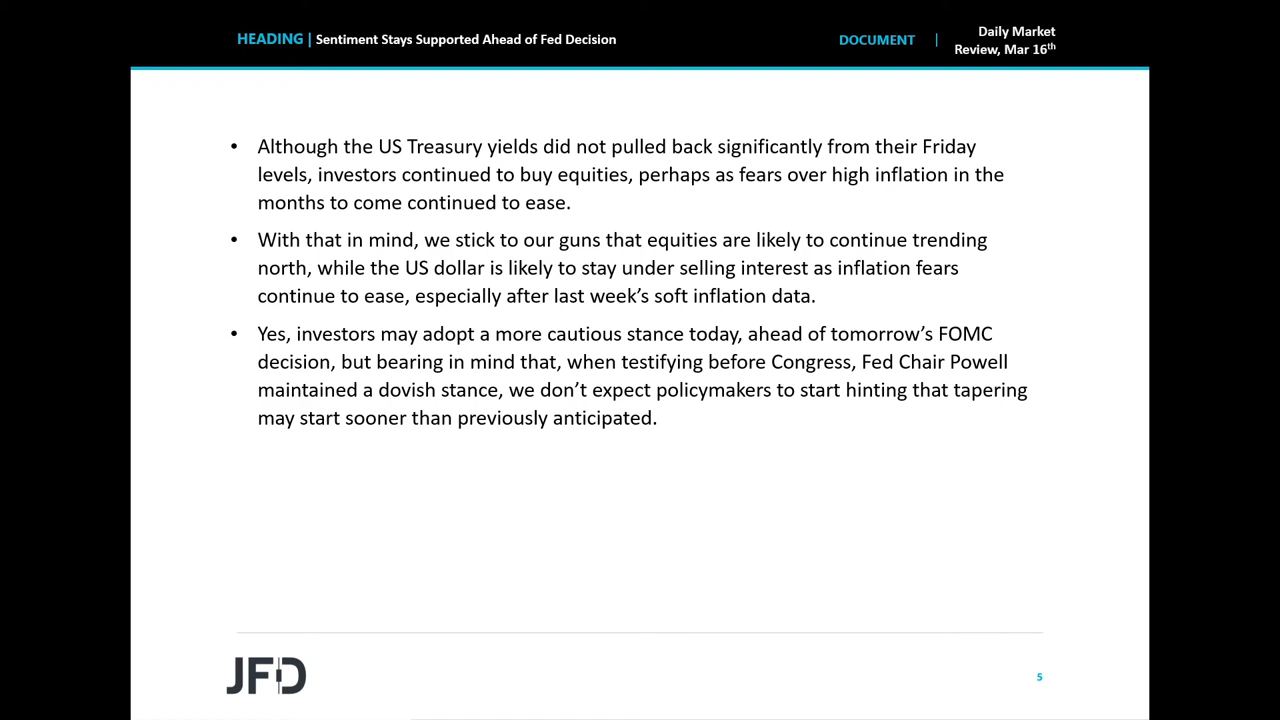 HEADING | Sentiment Stays Supported Ahead of Fed Decision
DOCUMENT |
Daily Market
Review, Mar 16th
• Although the US Treasury yields did not pulled back significantly from their Friday
levels, investors continued to buy equities, perhaps as fears over high inflation in the
months to come continued to ease.
• With that in mind, we stick to our guns that equities are likely to continue trending
north, while the US dollar is likely to stay under selling interest as inflation fears
continue to ease, especially after last week's soft inflation data.
• Yes, investors may adopt a more cautious stance today, ahead of tomorrow's FOMC
decision, but bearing in mind that, when testifying before Congress, Fed Chair Powell
maintained a dovish stance, we don't expect policymakers to start hinting that tapering
may start sooner than previously anticipated.
JFD
5